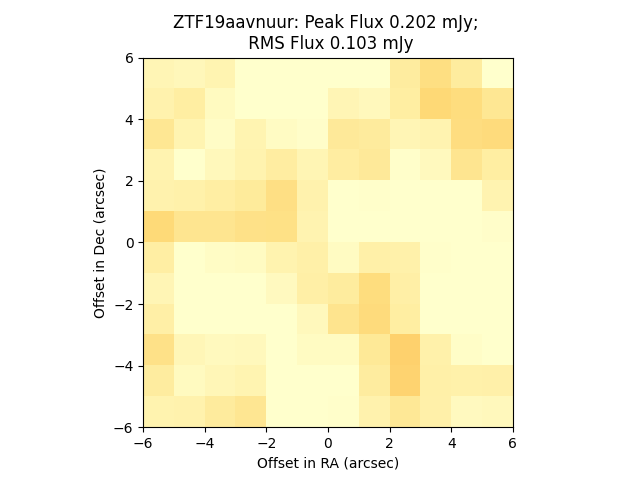 ZTF19aavnuur: Peak Flux 0.202 mJy;
RMS Flux 0.103 mJy
6
4
2
0
−2
−4
−6
Offset in Dec (arcsec)
−6 −4 −2 0 2 4 6
Offset in RA (arcsec)